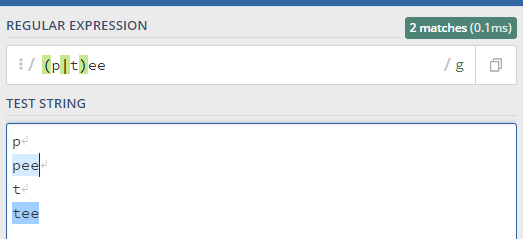 REGULAR EXPRESSION 2 matches (0.1ms)
/ (p|t)ee / g
TEST STRING
p
pee
t
tee